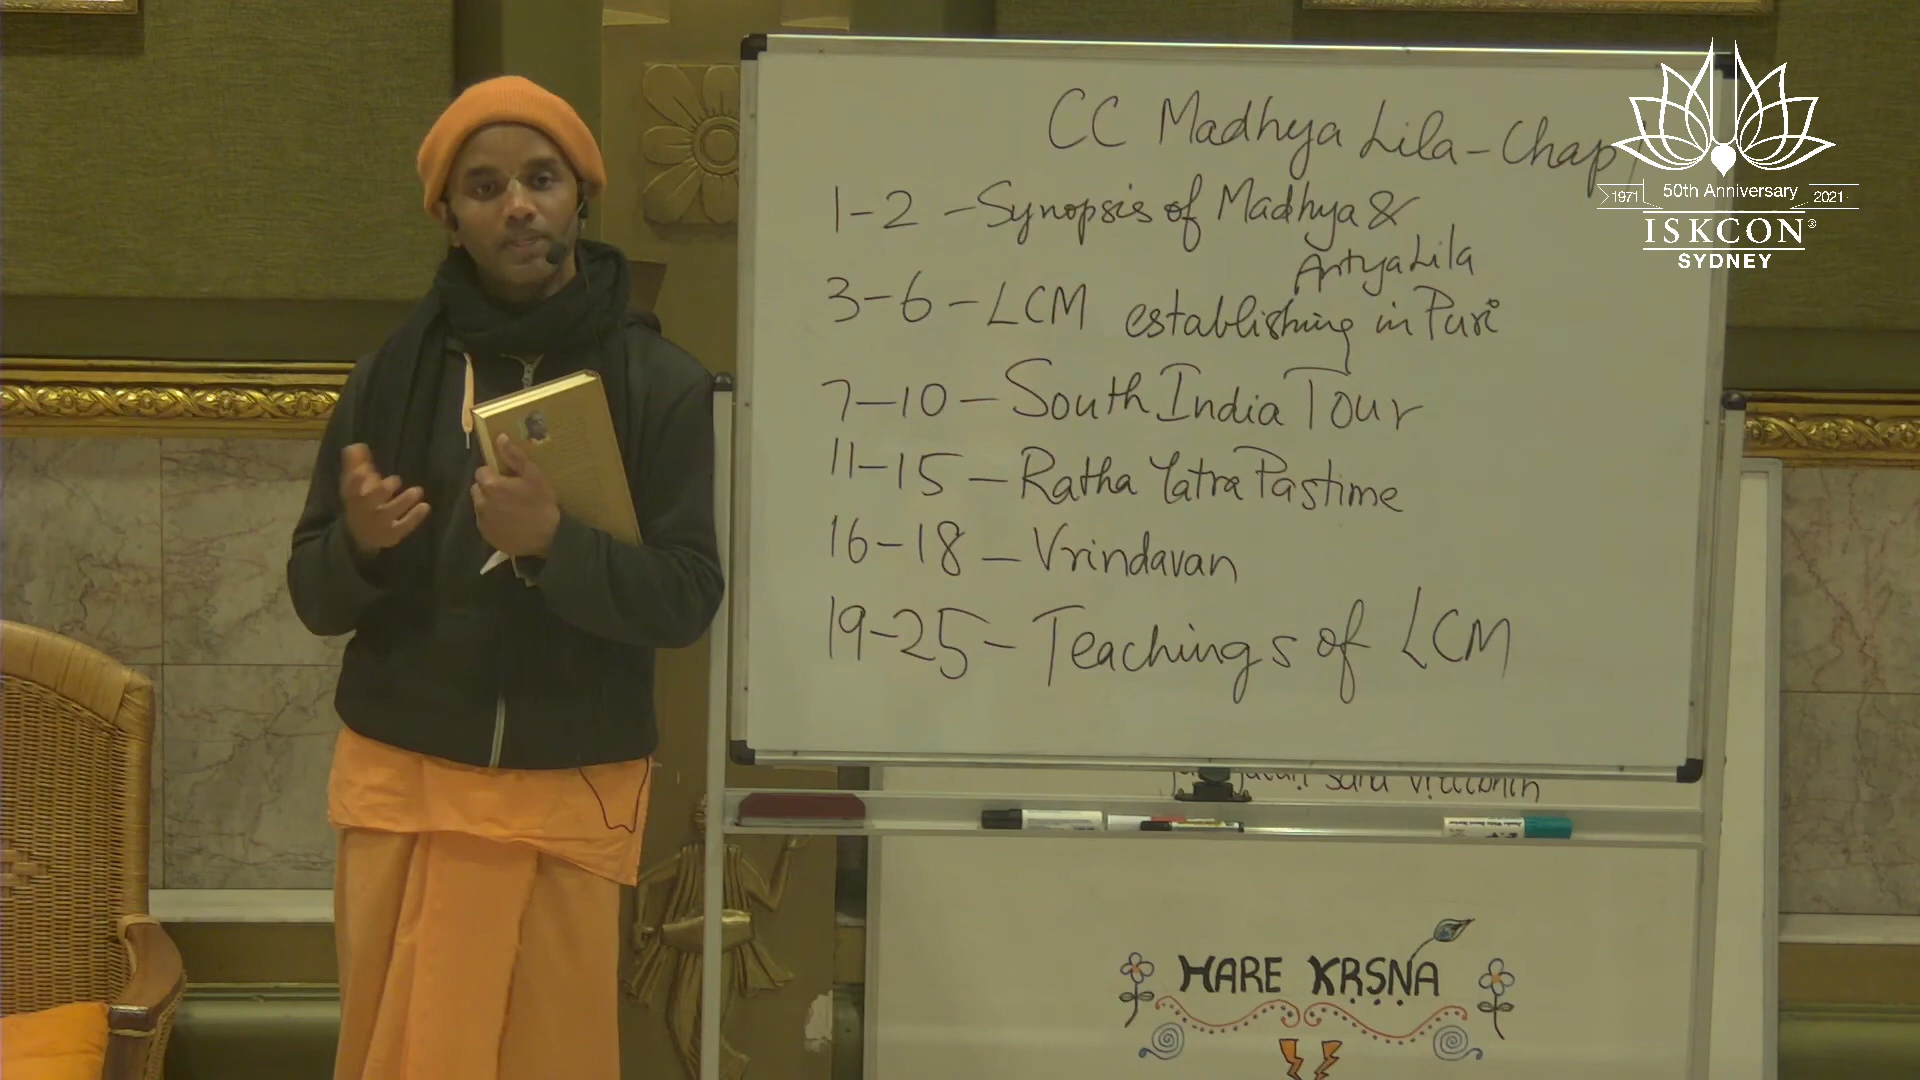 CC Madhya Lila - Chap 1
1-2 - Synopsis of Madhya &
Antya Lila
3-6 - LCM establishing in Puri
7-10 - South India Tour
11-15 - Ratha Yatra Pastime
16-18 - Vrindavan
19-25 - Teachings of LCM
HARE KṚṢṆA
1971 50th Anniversary 2021
ISKCON®
SYDNEY